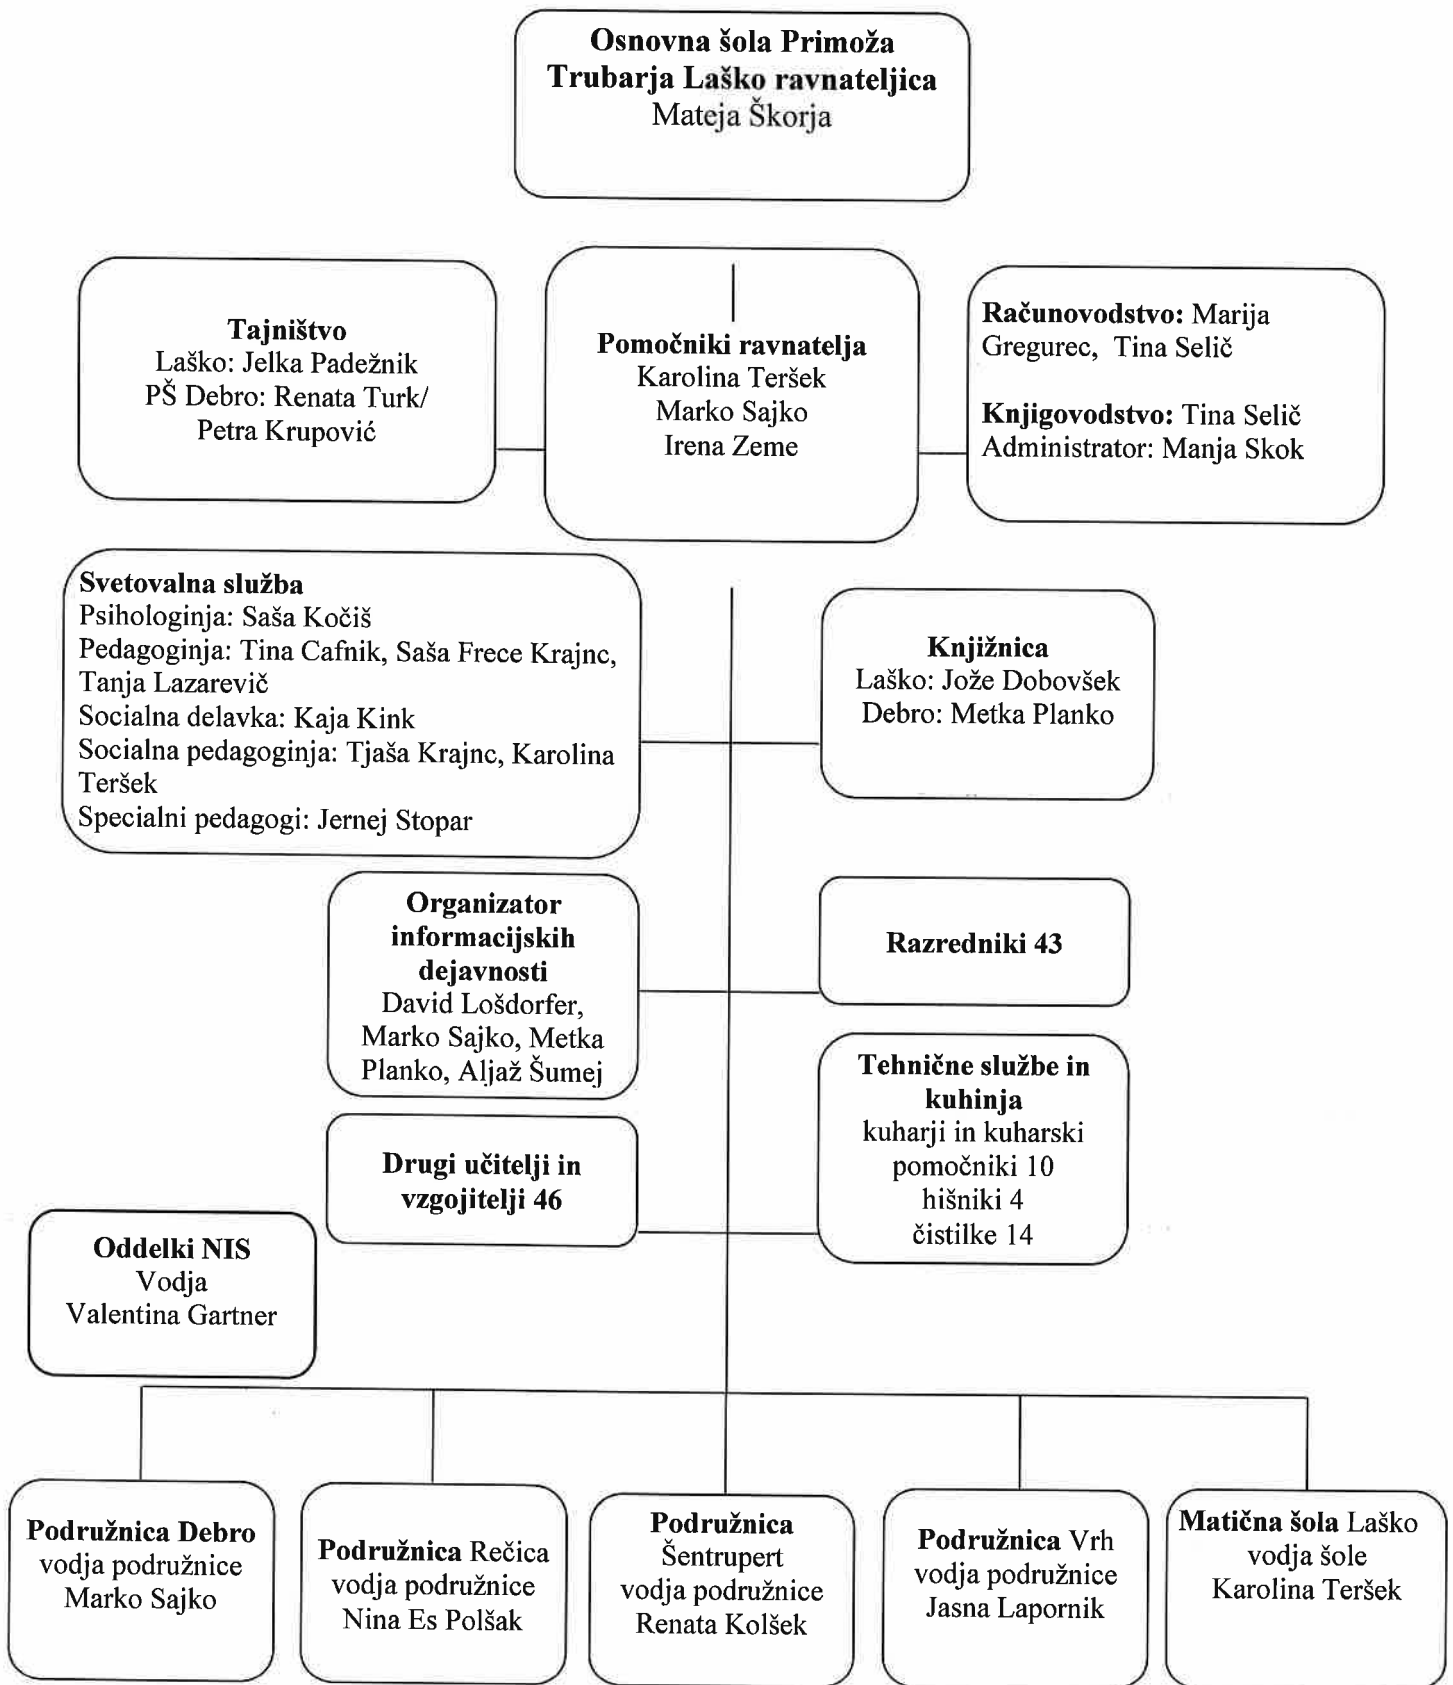 Osnovna šola Primoža
Trubarja Laško ravnateljica
Mateja Škorja
Tajništvo
Laško: Jelka Padežnik
PŠ Debro: Renata Turk/
Petra Krupović
Pomočniki ravnatelja
Karolina Teršek
Marko Sajko
Irena Zeme
Računovodstvo: Marija
Gregurec, Tina Selič
Knjigovodstvo: Tina Selič
Administrator: Manja Skok
Svetovalna služba
Psihologinja: Saša Kočiš
Pedagoginja: Tina Cafnik, Saša Frece Krajnc,
Tanja Lazarevič
Socialna delavka: Kaja Kink
Socialna pedagoginja: Tjaša Krajnc, Karolina
Teršek
Specialni pedagogi: Jernej Stopar
Knjižnica
Laško: Jože Dobovšek
Debro: Metka Planko
Organizator
informacijskih
dejavnosti
David Lošdorfer,
Marko Sajko, Metka
Planko, Aljaž Šumej
Razredniki 43
Drugi učitelji in
vzgojitelji 46
Tehnične službe in
kuhinja
kuharji in kuharski
pomočniki 10
hišniki 4
čistilke 14
Oddelki NIS
Vodja
Valentina Gartner
Podružnica Debro
vodja podružnice
Marko Sajko
Podružnica Rečica
vodja podružnice
Nina Es Polšak
Podružnica
Šentrupert
vodja podružnice
Renata Kolšek
Podružnica Vrh
vodja podružnice
Jasna Lapornik
Matična šola Laško
vodja šole
Karolina Teršek